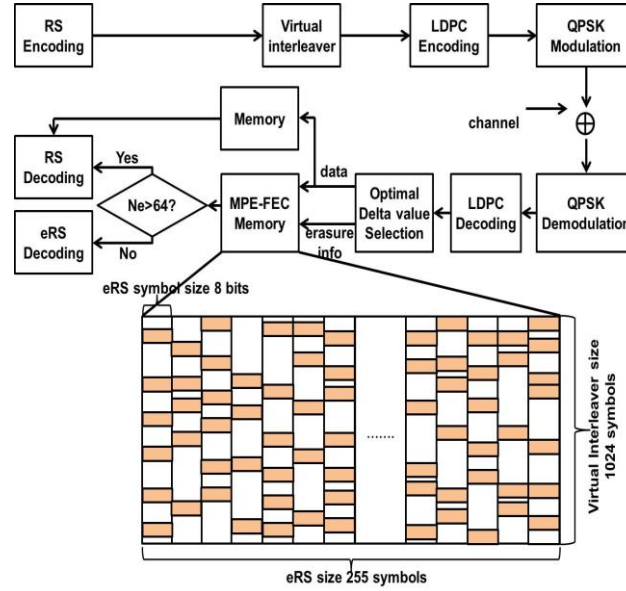 RS
Encoding
Virtual
interleaver
LDPC
Encoding
QPSK
Modulation
channel
Memory
data
RS
Decoding
Yes
Ne>64?
No
eRS
Decoding
MPE-FEC
Memory
erasure
info
Optimal
Delta value
Selection
LDPC
Decoding
QPSK
Demodulation
eRS symbol size 8 bits
.......
Virtual Interleaver size
1024 symbols
eRS size 255 symbols